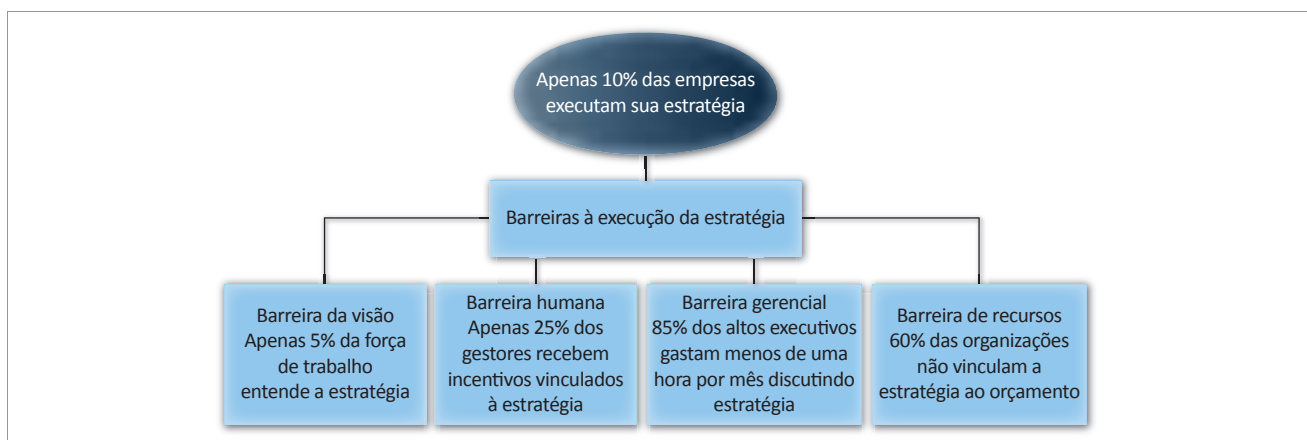 Apenas 10% das empresas
executam sua estratégia
Barreiras à execução da estratégia
Barreira da visão
Apenas 5% da força
de trabalho
entende a estratégia
Barreira humana
Apenas 25% dos
gestores recebem
incentivos vinculados
à estratégia
Barreira gerencial
85% dos altos executivos
gastam menos de uma
hora por mês discutindo
estratégia
Barreira de recursos
60% das organizações
não vinculam a
estratégia ao orçamento